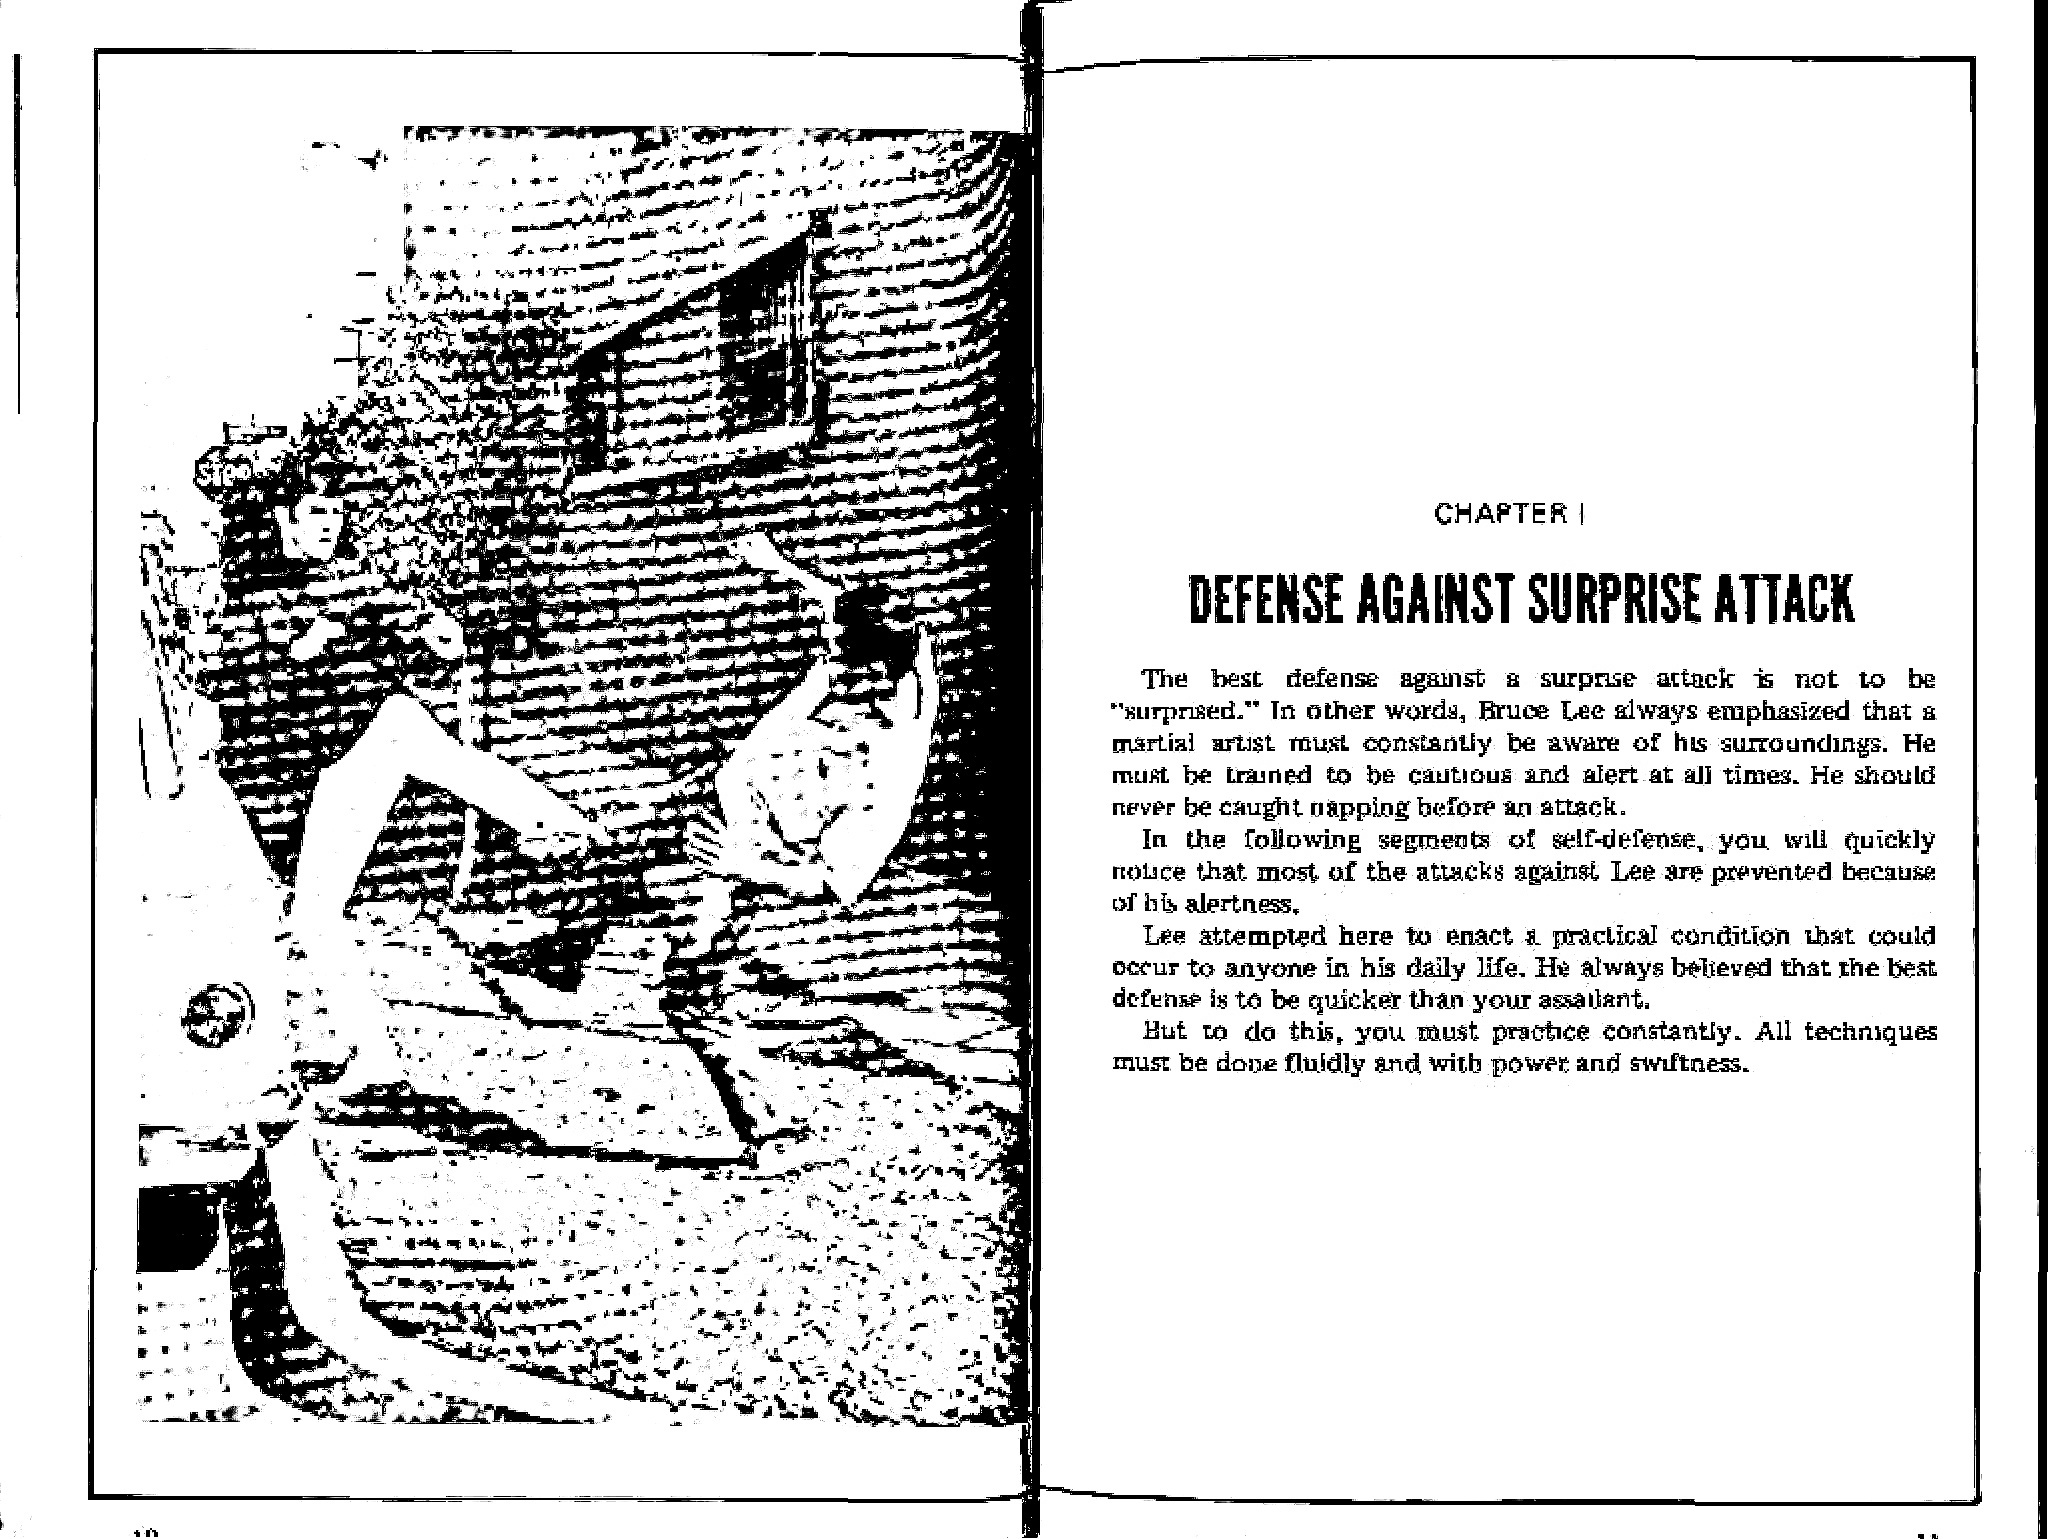 CHAPTER I
DEFENSE AGAINST SURPRISE ATTACK
The best defense against a surprise attack is not to be
"surprised." In other words, Bruce Lee always emphasized that a
martial artist must constantly be aware of his surroundings. He
must be trained to be cautious and alert at all times. He should
never be caught napping before an attack.
In the following segments of self-defense, you will quickly
notice that most of the attacks against Lee are prevented because
of his alertness.
Lee attempted here to enact a practical condition that could
occur to anyone in his daily life. He always believed that the best
defense is to be quicker than your assailant.
But to do this, you must practice constantly. All techniques
must be done fluidly and with power and swiftness.